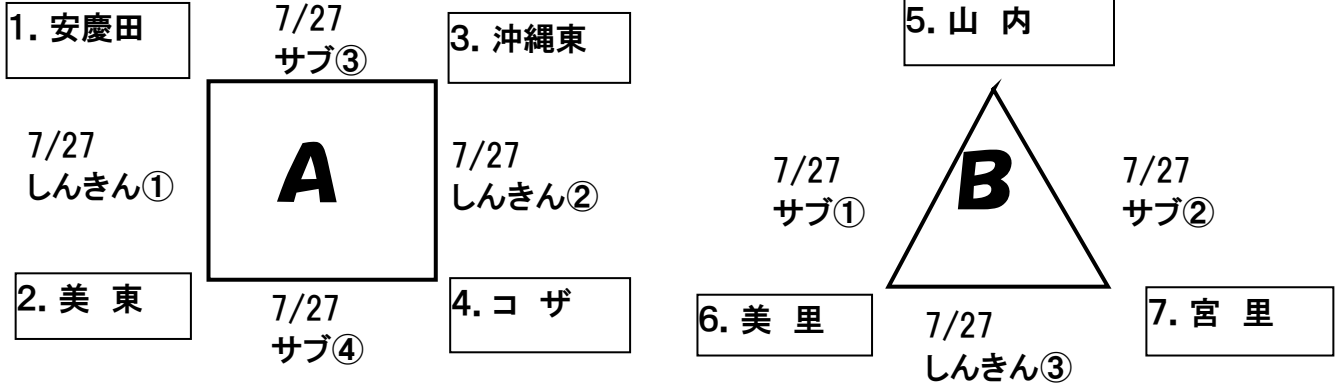 1. 安慶田
7/27
サブ③
3. 沖縄東
7/27
しんきん①
A
7/27
しんきん②
2. 美 東
7/27
サブ④
4. コ ザ
5. 山 内
7/27
サブ①
B
7/27
サブ②
6. 美 里
7/27
しんきん③
7. 宮 里